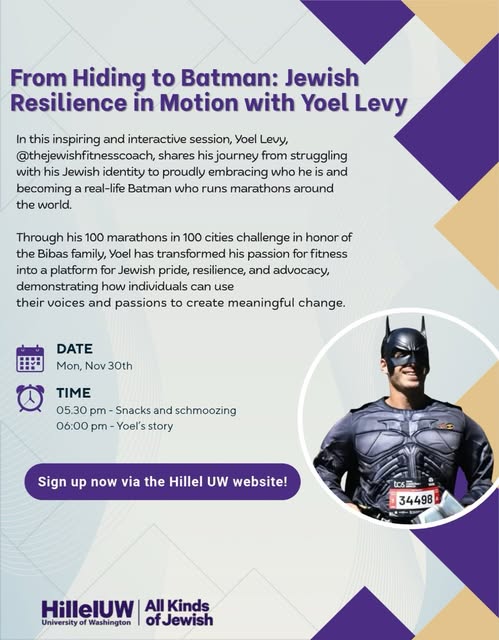 From Hiding to Batman: Jewish
Resilience in Motion with Yoel Levy
In this inspiring and interactive session, Yoel Levy,
@thejewishfitnesscoach, shares his journey from struggling
with his Jewish identity to proudly embracing who he is and
becoming a real-life Batman who runs marathons around
the world.
Through his 100 marathons in 100 cities challenge in honor of
the Bibas family, Yoel has transformed his passion for fitness
into a platform for Jewish pride, resilience, and advocacy,
demonstrating how individuals can use
their voices and passions to create meaningful change.
DATE
Mon, Nov 30th
TIME
05.30 pm - Snacks and schmoozing
06:00 pm - Yoel's story
tcs
34498
Sign up now via the Hillel UW website!
HillelUW
University of Washington
All Kinds
of Jewish